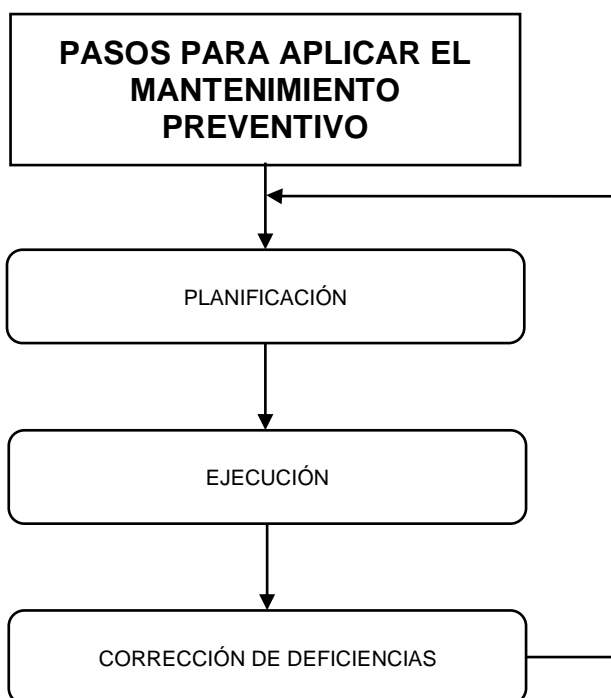 PASOS PARA APLICAR EL
MANTENIMIENTO
PREVENTIVO
PLANIFICACIÓN
EJECUCIÓN
CORRECCIÓN DE DEFICIENCIAS